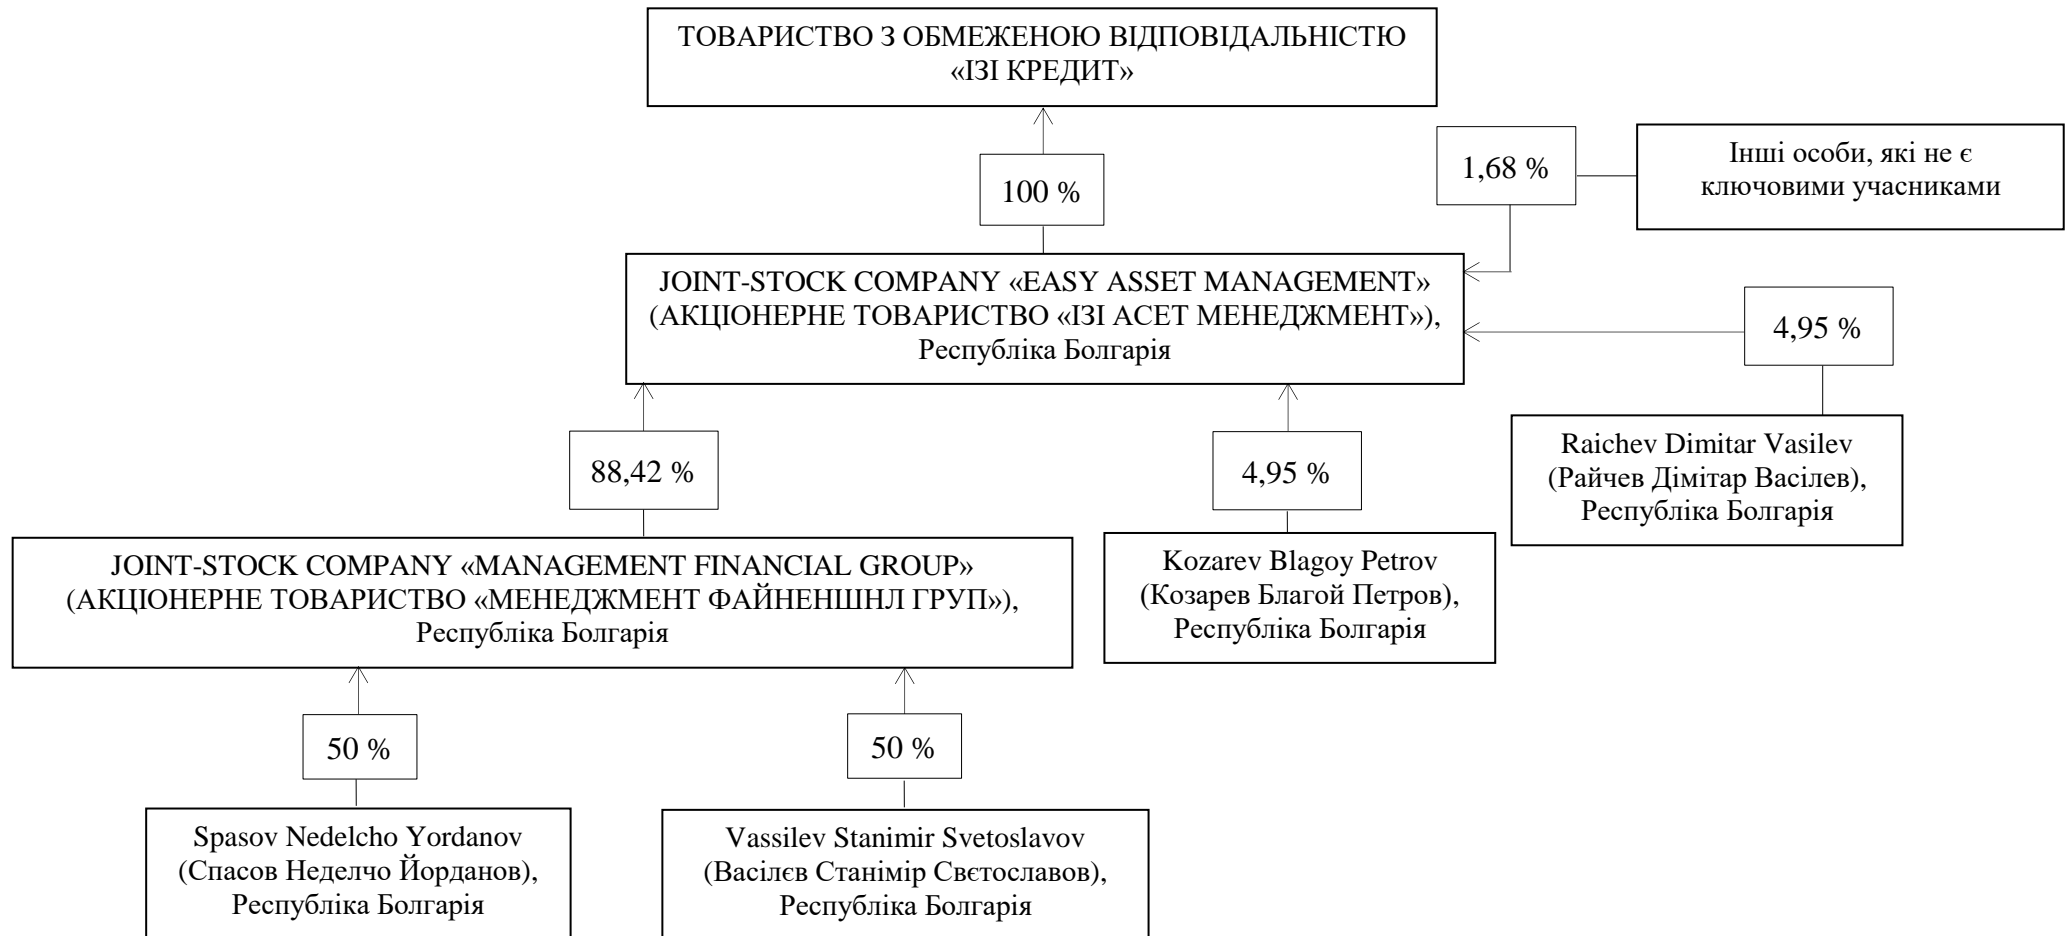 ТОВАРИСТВО З ОБМЕЖЕНОЮ ВІДПОВІДАЛЬНІСТЮ
«ІЗІ КРЕДИТ»
100 %
1,68 %
Інші особи, які не є
ключовими учасниками
JOINT-STOCK COMPANY «EASY ASSET MANAGEMENT»
(АКЦІОНЕРНЕ ТОВАРИСТВО «ІЗІ АСЕТ МЕНЕДЖМЕНТ»),
Республіка Болгарія
4,95 %
Raichev Dimitar Vasilev
(Райчев Дімітар Васілев),
Республіка Болгарія
88,42 %
4,95 %
JOINT-STOCK COMPANY «MANAGEMENT FINANCIAL GROUP»
(АКЦІОНЕРНЕ ТОВАРИСТВО «МЕНЕДЖМЕНТ ФАЙНЕНШНЛ ГРУП»),
Республіка Болгарія
Kozarev Blagoy Petrov
(Козарев Благой Петров),
Республіка Болгарія
50 %
50 %
Spasov Nedelcho Yordanov
(Спасов Неделчо Йорданов),
Республіка Болгарія
Vassilev Stanimir Svetoslavov
(Васілєв Станімір Свєтославов),
Республіка Болгарія